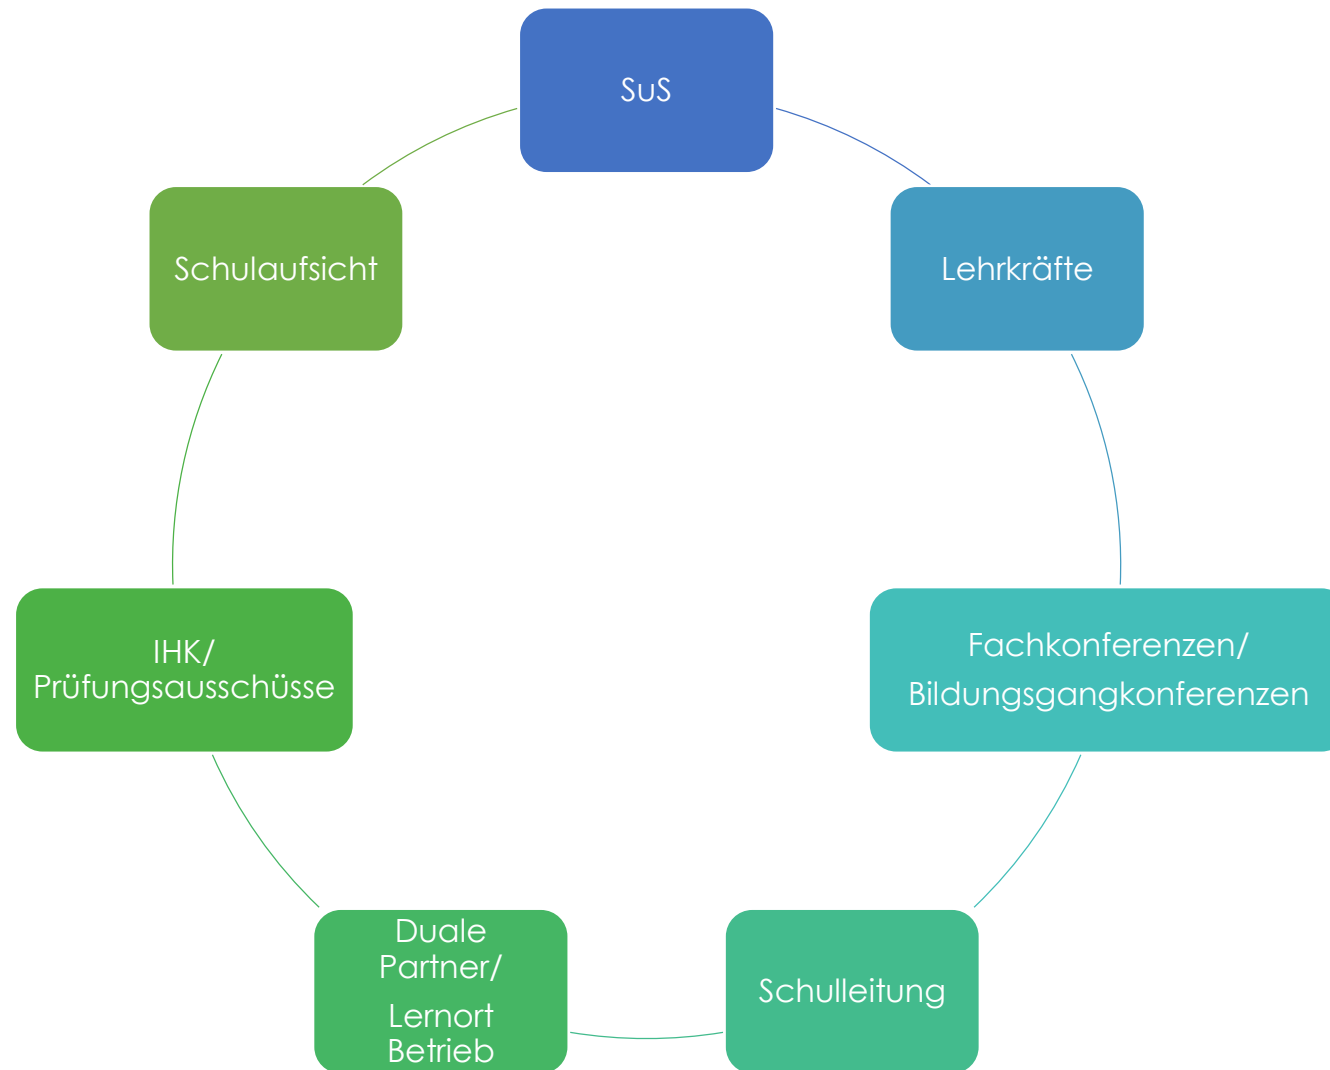 SuS
Lehrkräfte
Fachkonferenzen/
Bildungsgangkonferenzen
Schulleitung
Duale
Partner/
Lernort
Betrieb
IHK/
Prüfungsausschüsse
Schulaufsicht